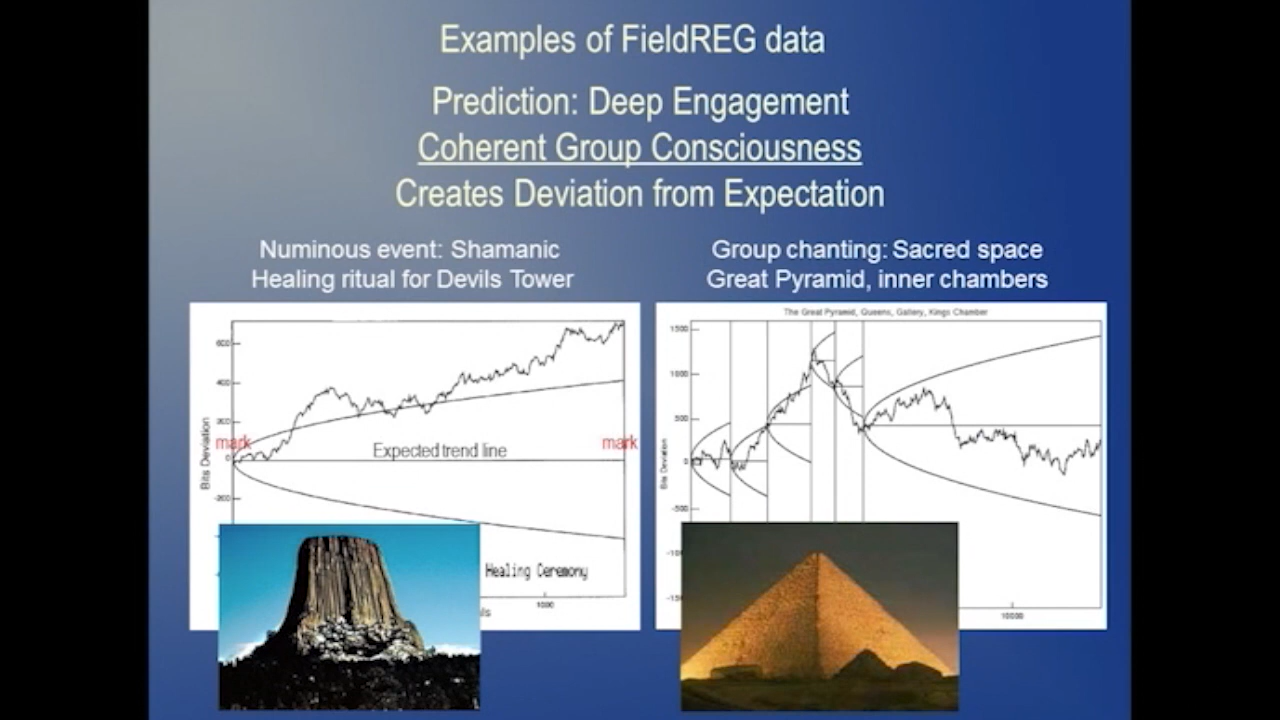 Examples of FieldREG data
Prediction: Deep Engagement
Coherent Group Consciousness
Creates Deviation from Expectation
Numinous event: Shamanic
Healing ritual for Devils Tower
Group chanting: Sacred space
Great Pyramid, inner chambers
600
400
200
0
-200
Bits Deviation
mark
Expected trend line
mark
Healing Ceremony
1000
The Great Pyramid, Queens, Gallery, Kings Chamber
1500
1000
500
0
-500
Bits Deviation
10000